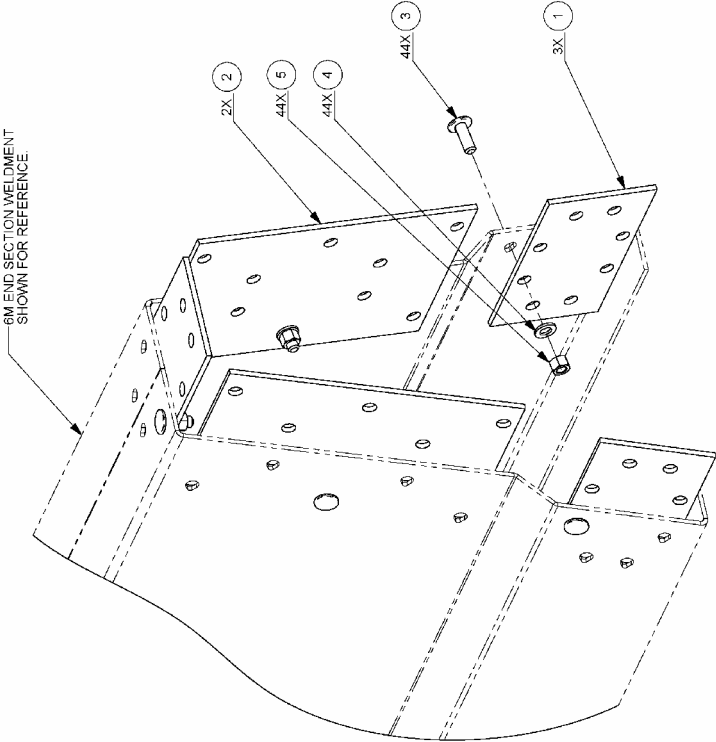 6M END SECTION WELDMENT
SHOWN FOR REFERENCE.
2X 2
44X 5
44X 4
44X 3
3X 1